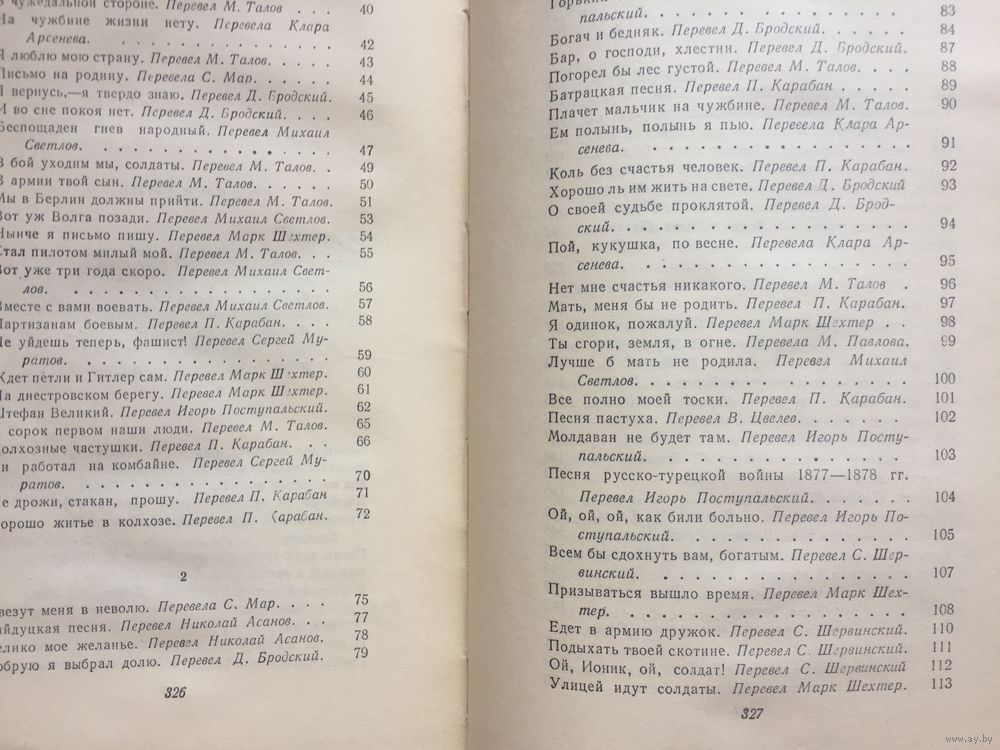 чужедальной стороне. Перевел М. Талов . . . 40
На чужбине жизни нету. Перевела Клара
Арсенева. . . . . . . . . . . . . 42
Я люблю мою страну. Перевел М. Талов. . . . 43
Письмо на родину. Перевела С. Мар. . . . . 44
Я вернусь,—я твердо знаю. Перевел Д. Бродский. 45
И во сне покоя нет. Перевел Д. Бродский. . . . 46
Беспощаден гнев народный. Перевел Михаил
Светлов. . . . . . . . . . . . . 47
В бой уходим мы, солдаты. Перевел М. Талов. . 49
В армии твой сын. Перевел М. Талов. . . . . 50
Мы в Берлин должны прийти. Перевел М. Талов. 51
Вот уж Волга позади. Перевел Михаил Светлов. 53
Нынче я письмо пишу. Перевел Марк Шехтер. 54
Стал пилотом милый мой. Перевел М. Талов. . . 55
Вот уже три года скоро. Перевел Михаил Свет-
лов. . . . . . . . . . . . . . 56
Вместе с вами воевать. Перевел Михаил Светлов. 57
Партизанам боевым. Перевел П. Карабан. . . . 58
Не уйдешь теперь, фашист! Перевел Сергей Му-
ратов. . . . . . . . . . . . . 59
Ждет петли и Гитлер сам. Перевел Марк Шехтер. 60
На днестровском берегу. Перевел Марк Шехтер. 61
Штефан Великий. Перевел Игорь Поступальский. 62
сорок первом наши люди. Перевел М. Талов. 65
Колхозные частушки. Перевел П. Карабан. . . 66
Он работал на комбайне. Перевел Сергей Му-
ратов. . . . . . . . . . . . . 70
Не дрожи, стакан, прошу. Перевел П. Карабан 71
Хорошо житье в колхозе. Перевел П. Карабан. 72
2
везут меня в неволю. Перевела С. Мар. . . . 75
Гайдуцкая песня. Перевел Николай Асанов. . . 77
Велико мое желанье. Перевел Николай Асанов. 78
Добрую я выбрал долю. Перевел Д. Бродский. 79
326
пальский. . . . . . . . . . . . . 83
Богач и бедняк. Перевел Д. Бродский. . . . . 84
Бар, о господи, хлестни. Перевел Д. Бродский. 87
Погорел бы лес густой. Перевел М. Талов. . . . 88
Батрацкая песня. Перевел П. Карабан . . . . . 89
Плачет мальчик на чужбине. Перевел М. Талов. 90
Ем полынь, полынь я пью. Перевела Клара Ар-
сенева. . . . . . . . . . . . . . 91
Коль без счастья человек. Перевел П. Карабан. 92
Хорошо ль им жить на свете. Перевел Д. Бродский 93
О своей судьбе проклятой. Перевел Д. Брод-
ский. . . . . . . . . . . . . . . 94
Пой, кукушка, по весне. Перевела Клара Ар-
сенева. . . . . . . . . . . . . . 95
Нет мне счастья никакого. Перевел М. Талов . 96
Мать, меня бы не родить. Перевел П. Карабан. 97
Я одинок, пожалуй. Перевел Марк Шехтер . . 98
Ты сгори, земля, в огне. Перевела М. Павлова. 99
Лучше б мать не родила. Перевел Михаил
Светлов. . . . . . . . . . . . . . 100
Все полно моей тоски. Перевел П. Карабан. 101
Песня пастуха. Перевел В. Цвелев. . . . . . . 102
Молдаван не будет там. Перевел Игорь Посту-
пальский. . . . . . . . . . . . . 103
Песня русско-турецкой войны 1877—1878 гг.
Перевел Игорь Поступальский. . . . . . 104
Ой, ой, ой, как били больно. Перевел Игорь По-
ступальский. . . . . . . . . . . . 105
Всем бы сдохнуть вам, богатым. Перевел С. Шер-
винский. . . . . . . . . . . . . . 107
Призываться вышло время. Перевел Марк Шех-
тер. . . . . . . . . . . . . . . . 108
Едет в армию дружок. Перевел С. Шервинский. 110
Подыхать твоей скотине. Перевел С. Шервинский. 111
Ой, Ионик, ой, солдат! Перевел С. Шервинский 112
Улицей идут солдаты. Перевел Марк Шехтер. 113
327
www.ay.by